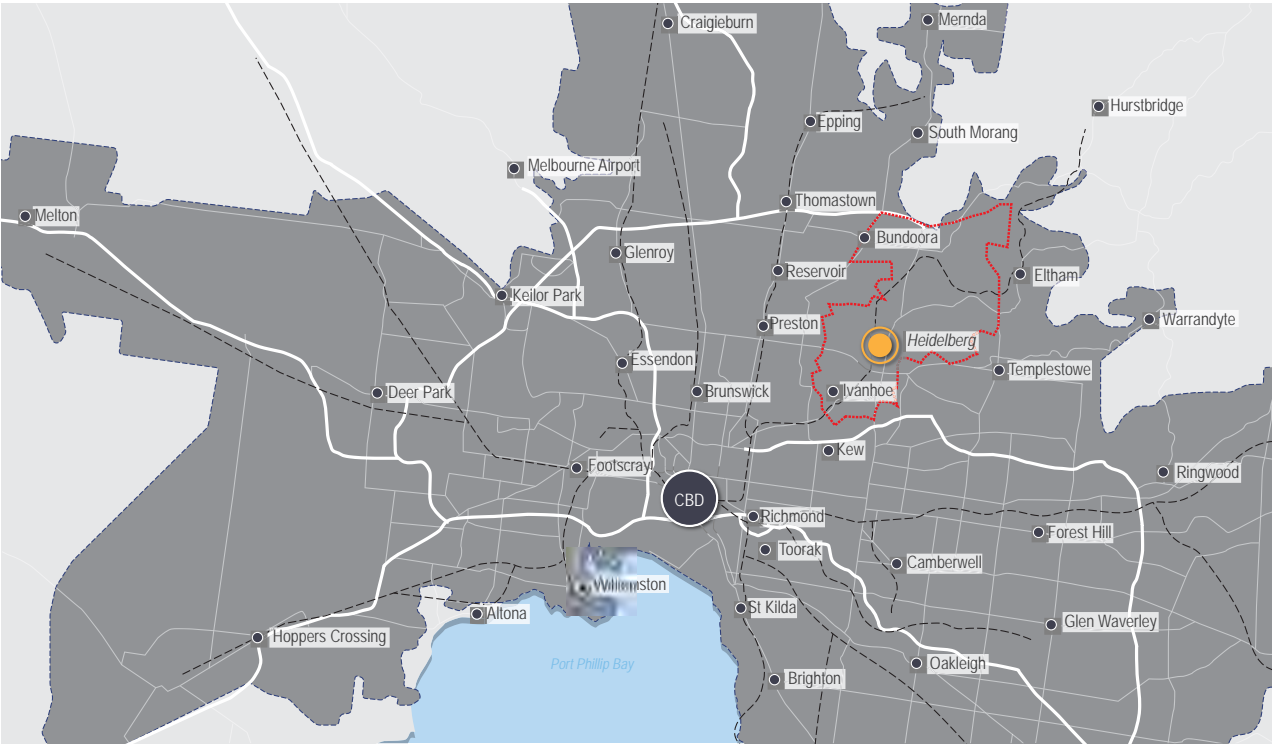 Craigieburn
Mernda
Hurstbridge
Epping
South Morang
Melbourne Airport
Thomastown
Melton
Bundoora
Glenroy
Reservoir
Eltham
Keilor Park
Warrandyte
Preston
Heidelberg
Essendon
Templestowe
Deer Park
Brunswick
Ivanhoe
Kew
Footscray
Ringwood
CBD
Richmond
Forest Hill
Toorak
Camberwell
St Kilda
Altona
Glen Waverley
Hoppers Crossing
Port Phillip Bay
Oakleigh
Brighton